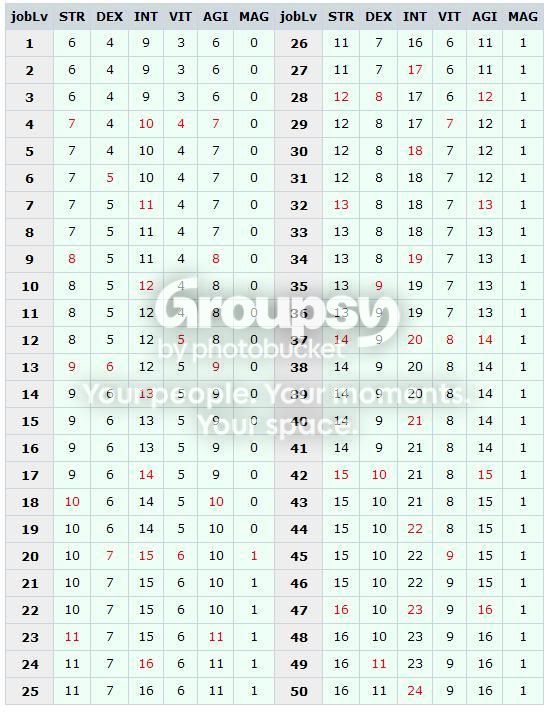 jobLv STR DEX INT VIT AGI MAG jobLv STR DEX INT VIT AGI MAG
1 6 4 9 3 6 0 26 11 7 16 6 11 1
2 6 4 9 3 6 0 27 11 7 17 6 11 1
3 6 4 9 3 6 0 28 12 8 17 6 12 1
4 7 4 10 4 7 0 29 12 8 17 7 12 1
5 7 4 10 4 7 0 30 12 8 18 7 12 1
6 7 5 10 4 7 0 31 12 8 18 7 12 1
7 7 5 11 4 7 0 32 13 8 18 7 13 1
8 7 5 11 4 7 0 33 13 8 18 7 13 1
9 8 5 11 4 8 0 34 13 8 19 7 13 1
10 8 5 12 4 8 0 35 13 9 19 7 13 1
11 8 5 12 4 8 0 36 13 9 19 7 13 1
12 8 5 12 5 8 0 37 14 9 20 8 14 1
13 9 6 12 5 9 0 38 14 9 20 8 14 1
14 9 6 13 5 9 0 39 14 9 20 8 14 1
15 9 6 13 5 9 0 40 14 9 21 8 14 1
16 9 6 13 5 9 0 41 14 9 21 8 14 1
17 9 6 14 5 9 0 42 15 10 21 8 15 1
18 10 6 14 5 10 0 43 15 10 21 8 15 1
19 10 6 14 5 10 0 44 15 10 22 8 15 1
20 10 7 15 6 10 1 45 15 10 22 9 15 1
21 10 7 15 6 10 1 46 15 10 22 9 15 1
22 10 7 15 6 10 1 47 16 10 23 9 16 1
23 11 7 15 6 11 1 48 16 10 23 9 16 1
24 11 7 16 6 11 1 49 16 11 23 9 16 1
25 11 7 16 6 11 1 50 16 11 24 9 16 1
Groupsy
by photobucket
Your people. Your moments.
Your space.